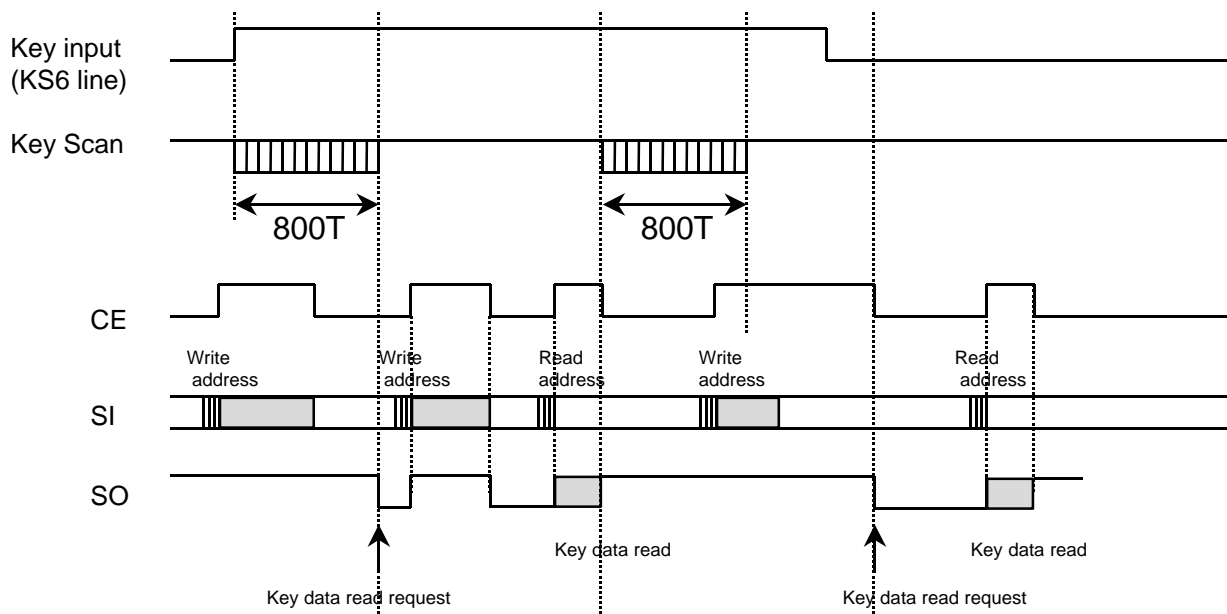 Key input
(KS6 line)
Key Scan
800T
800T
CE
Write
address
Write
address
Read
address
Write
address
Read
address
SI
SO
Key data read
Key data read
Key data read request
Key data read request